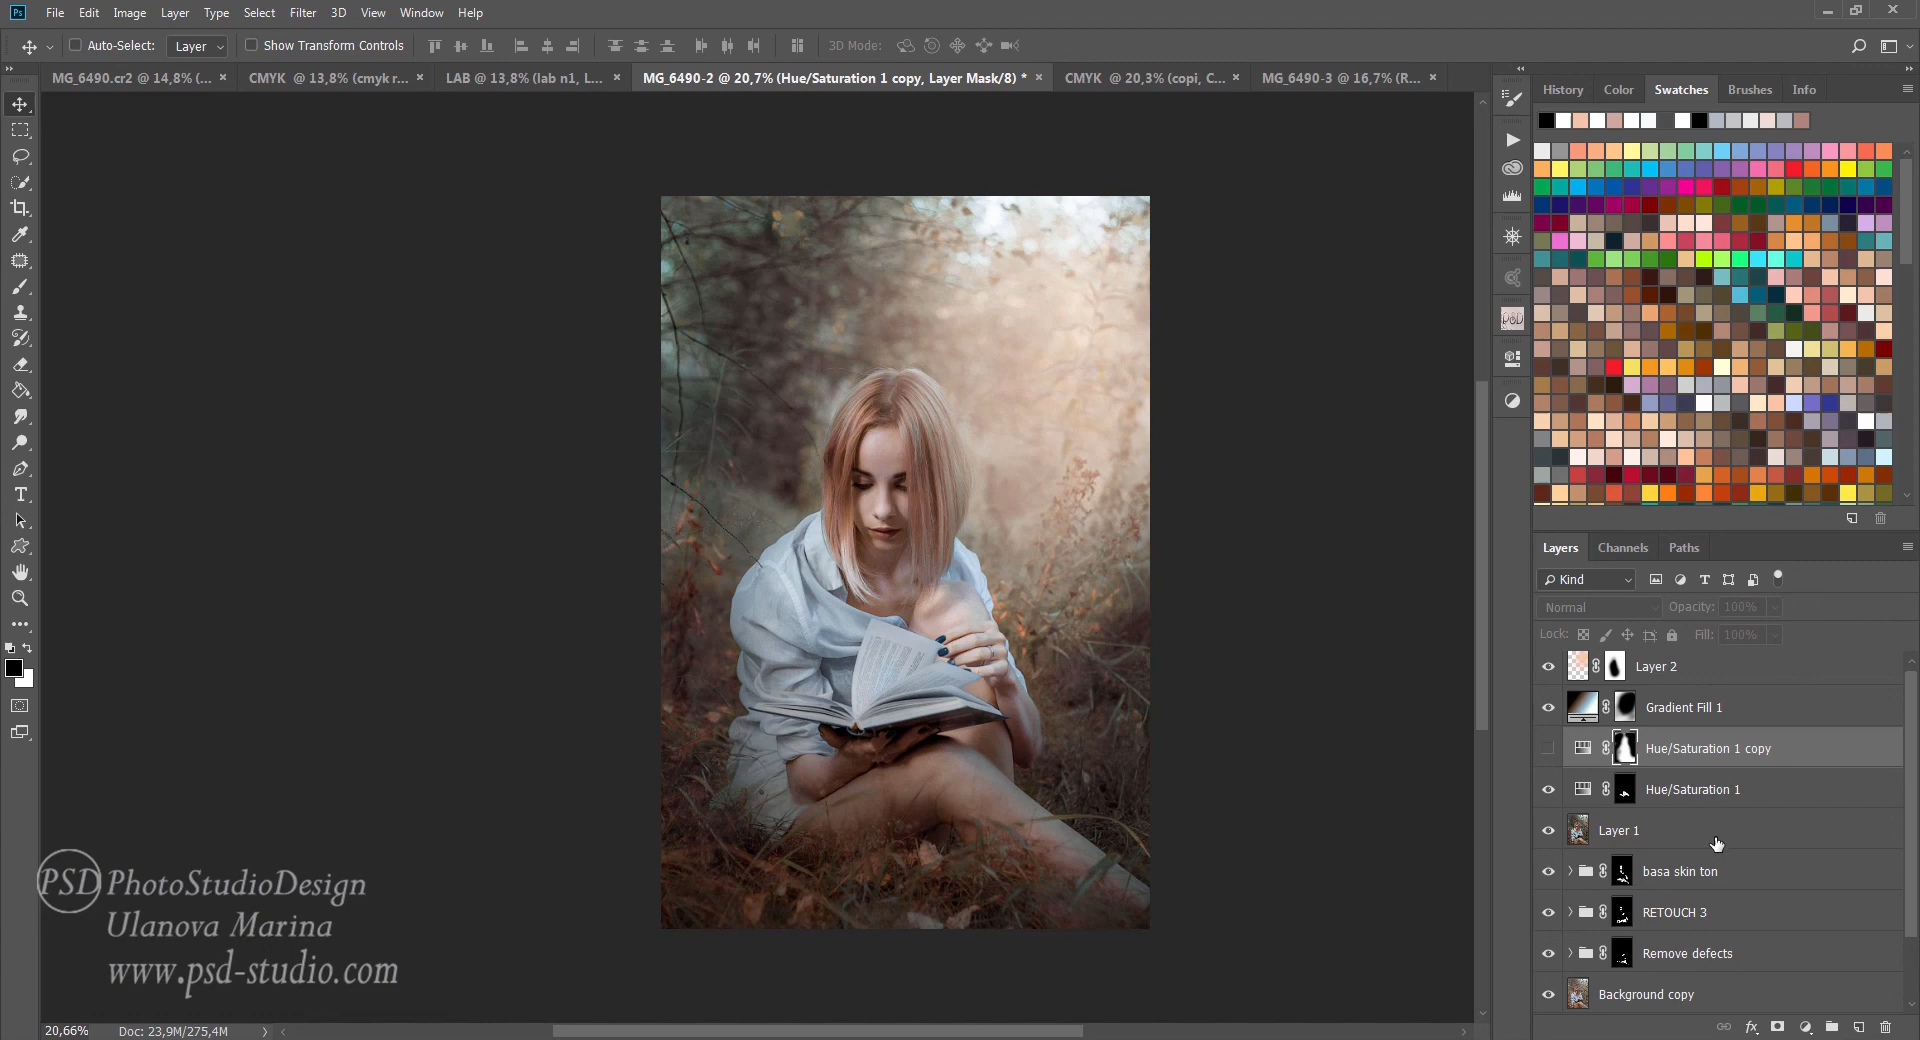 Ps File Edit Image Layer Type Select Filter 3D View Window Help
Auto-Select: Layer Show Transform Controls 3D Mode:
MG_6490.cr2 @ 14,8% (... × CMYK @ 13,8% (cmyk r... × LAB @ 13,8% (lab n1, L... × MG_6490-2 @ 20,7% (Hue/Saturation 1 copy, Layer Mask/8) * × CMYK @ 20,3% (copi, C... × MG_6490-3 @ 16,7% (R... ×
History Color Swatches Brushes Info
PSD
Layers Channels Paths
Kind
Normal Opacity: 100%
Lock: Fill: 100%
Layer 2
Gradient Fill 1
Hue/Saturation 1 copy
Hue/Saturation 1
Layer 1
basa skin ton
RETOUCH 3
Remove defects
Background copy
fx
PSD PhotoStudioDesign
Ulanova Marina
www.psd-studio.com
20,66% Doc: 23,9M/275,4M